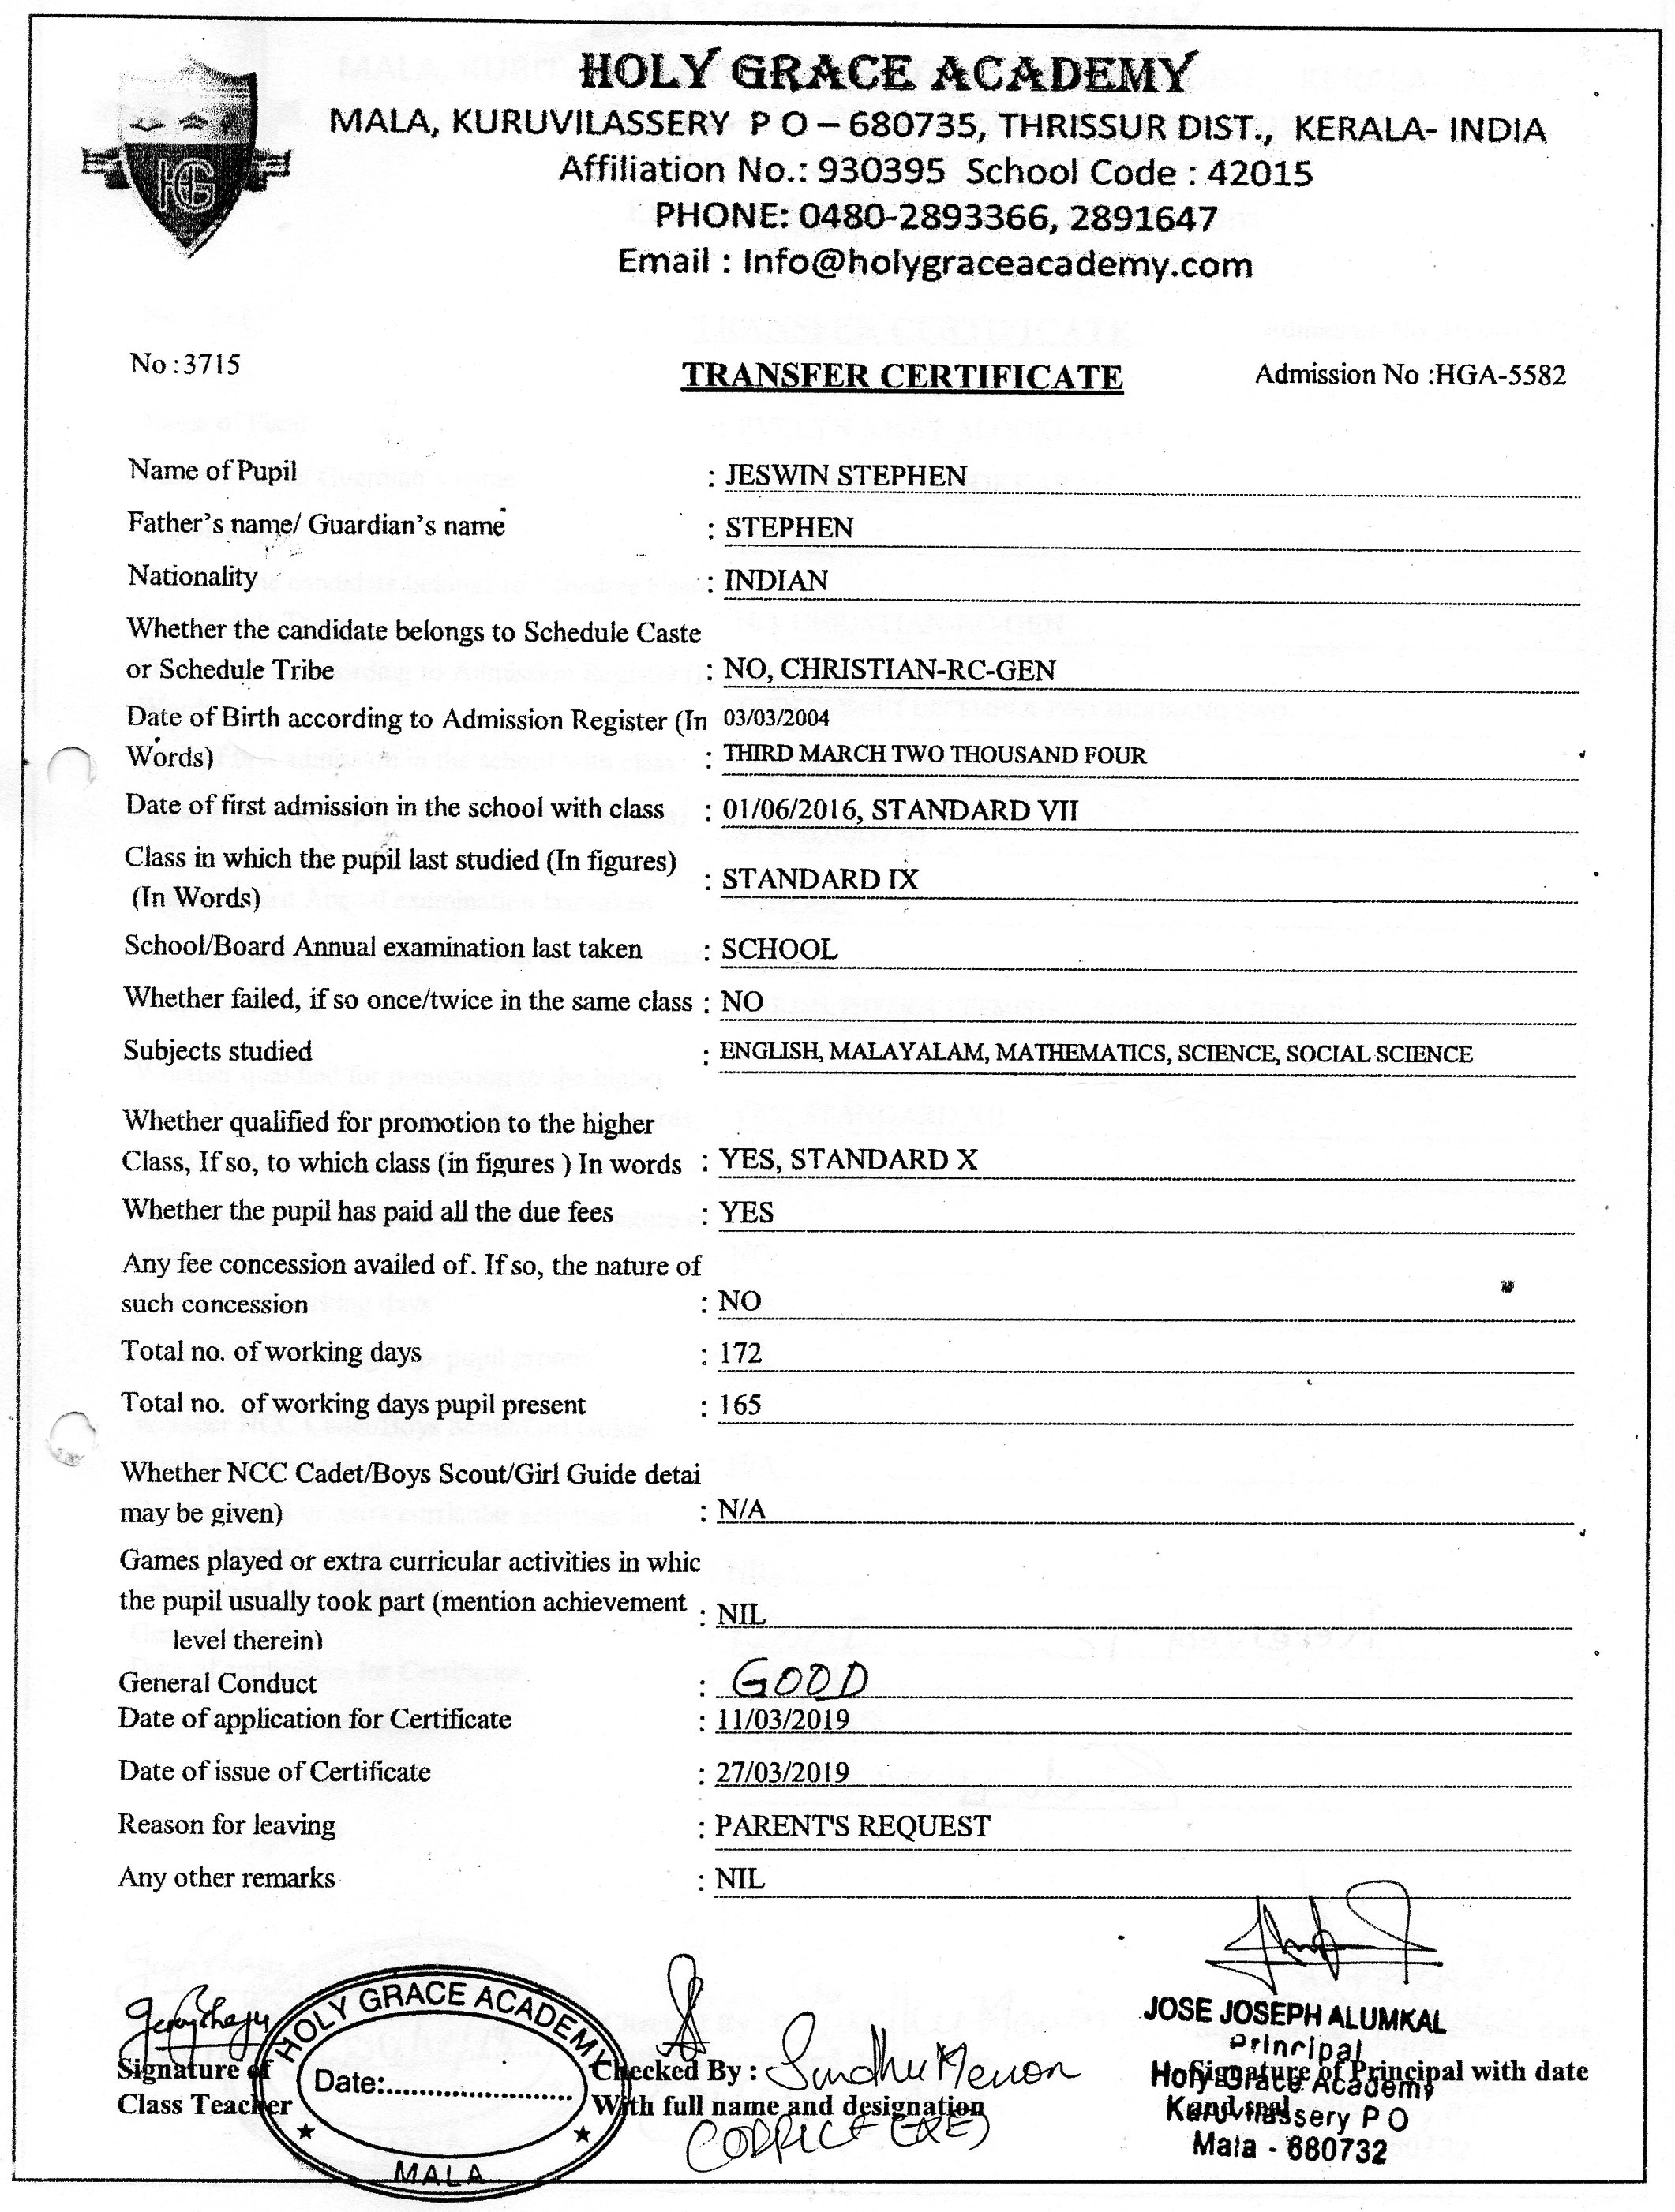 HOLY GRACE ACADEMY
MALA, KURUVILASSERY P O – 680735, THRISSUR DIST., KERALA- INDIA
Affiliation No.: 930395 School Code : 42015
PHONE: 0480-2893366, 2891647
Email : Info@holygraceacademy.com
HG
No :3715 TRANSFER CERTIFICATE Admission No :HGA-5582
Name of Pupil : JESWIN STEPHEN
Father's name/ Guardian's name : STEPHEN
Nationality : INDIAN
Whether the candidate belongs to Schedule Caste
or Schedule Tribe : NO, CHRISTIAN-RC-GEN
Date of Birth according to Admission Register (In 03/03/2004
Words) : THIRD MARCH TWO THOUSAND FOUR
Date of first admission in the school with class : 01/06/2016, STANDARD VII
Class in which the pupil last studied (In figures)
(In Words) : STANDARD IX
School/Board Annual examination last taken : SCHOOL
Whether failed, if so once/twice in the same class : NO
Subjects studied : ENGLISH, MALAYALAM, MATHEMATICS, SCIENCE, SOCIAL SCIENCE
Whether qualified for promotion to the higher
Class, If so, to which class (in figures ) In words : YES, STANDARD X
Whether the pupil has paid all the due fees : YES
Any fee concession availed of. If so, the nature of
such concession : NO
Total no. of working days : 172
Total no. of working days pupil present : 165
Whether NCC Cadet/Boys Scout/Girl Guide detai
may be given) : N/A
Games played or extra curricular activities in whic
the pupil usually took part (mention achievement : NIL
level therein)
General Conduct : GOOD
Date of application for Certificate : 11/03/2019
Date of issue of Certificate : 27/03/2019
Reason for leaving : PARENT'S REQUEST
Any other remarks : NIL
HOLY GRACE ACADEMY
Date:..........................
MALA
Signature of
Class Teacher
Checked By : Sindhu Menon
With full name and designation
JOSE JOSEPH ALUMKAL
Principal
Holy Grace Academy
Kuruvilassery P O
Mala - 680732
Signature of Principal with date
and seal